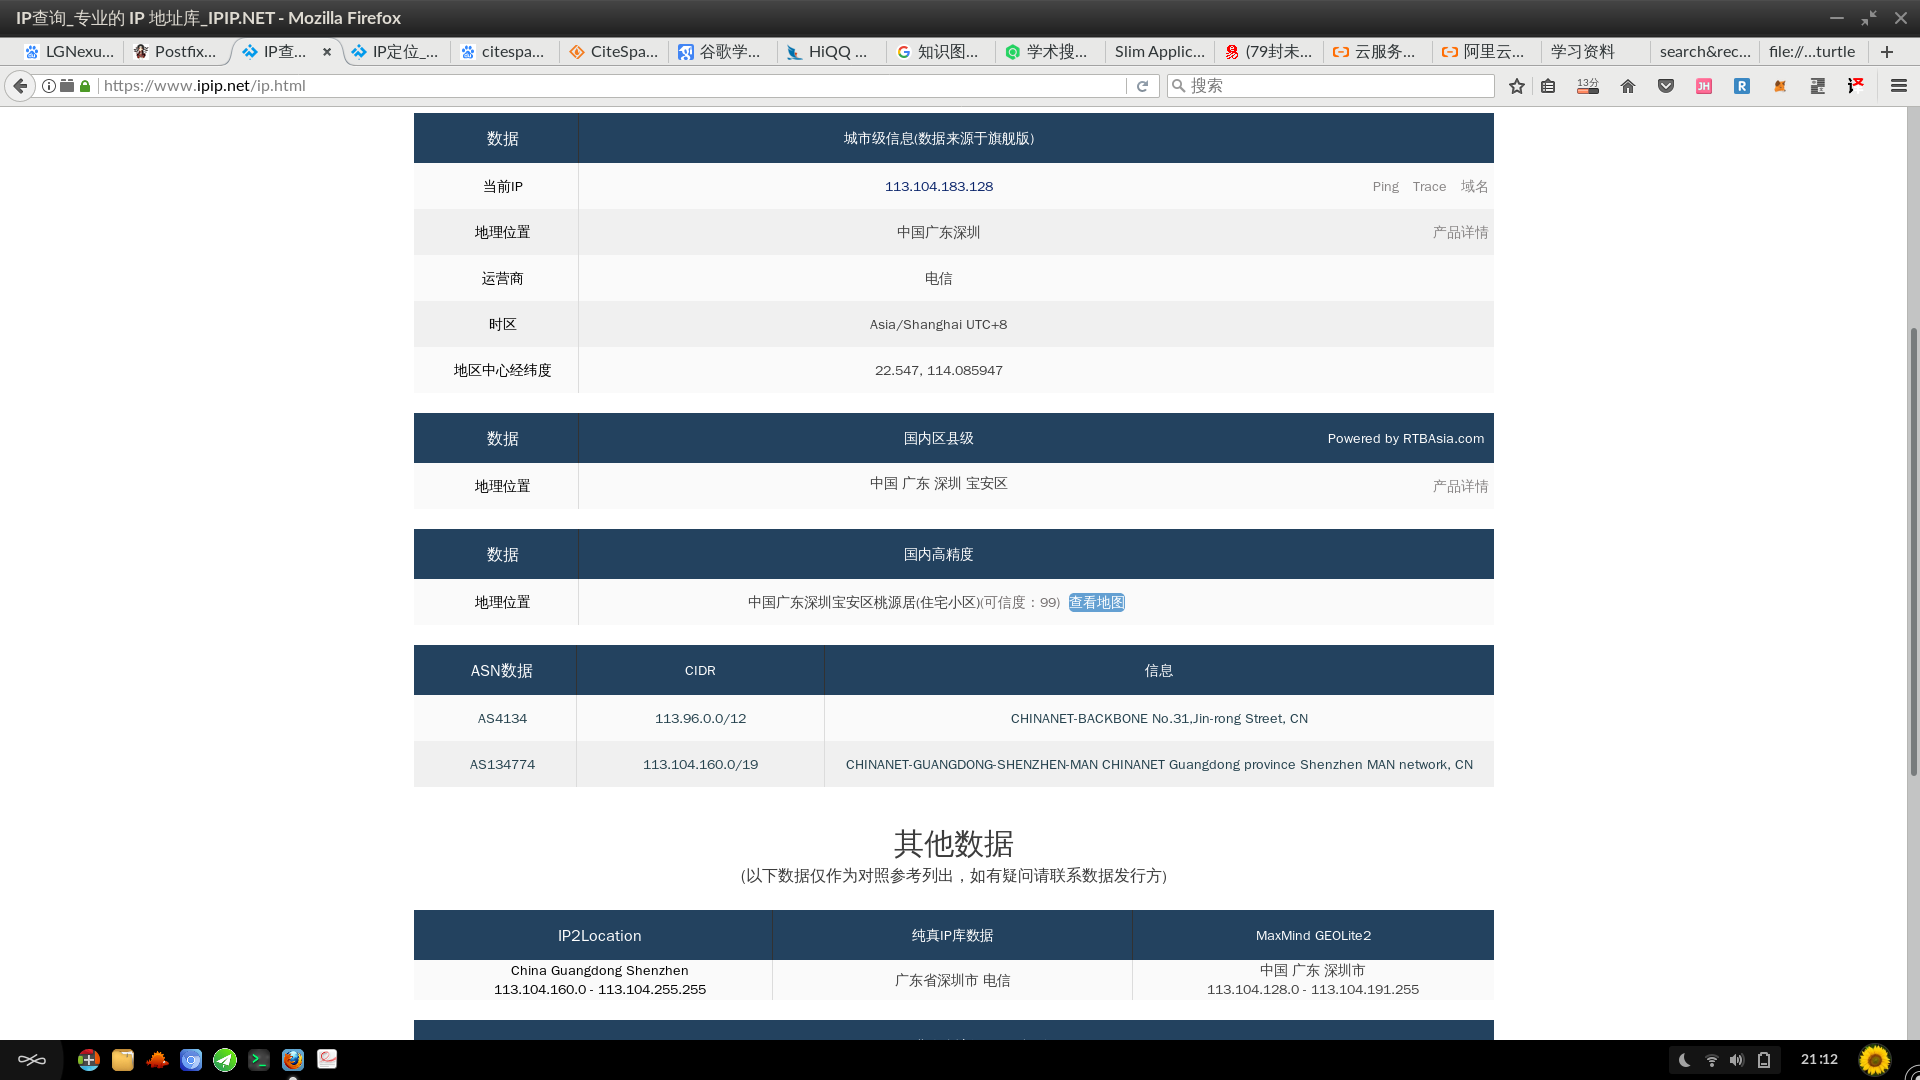 IP查询_专业的 IP 地址库_IPIP.NET - Mozilla Firefox
LGNexu... Postfix... IP查... IP定位_... citespa... CiteSpa... 谷歌学... HiQQ ... 知识图... 学术搜... Slim Applic... (79封未... 云服务... 阿里云... 学习资料 search&rec... file://...turtle
https://www.ipip.net/ip.html 搜索 13分 JH R
数据 城市级信息(数据来源于旗舰版)
当前IP 113.104.183.128 Ping Trace 域名
地理位置 中国广东深圳 产品详情
运营商 电信
时区 Asia/Shanghai UTC+8
地区中心经纬度 22.547, 114.085947
数据 国内区县级 Powered by RTBAsia.com
地理位置 中国 广东 深圳 宝安区 产品详情
数据 国内高精度
地理位置 中国广东深圳宝安区桃源居(住宅小区)(可信度：99) 查看地图
ASN数据 CIDR 信息
AS4134 113.96.0.0/12 CHINANET-BACKBONE No.31,Jin-rong Street, CN
AS134774 113.104.160.0/19 CHINANET-GUANGDONG-SHENZHEN-MAN CHINANET Guangdong province Shenzhen MAN network, CN
其他数据
(以下数据仅作为对照参考列出，如有疑问请联系数据发行方)
IP2Location 纯真IP库数据 MaxMind GEOLite2
China Guangdong Shenzhen
113.104.160.0 - 113.104.255.255
广东省深圳市 电信
中国 广东 深圳市
113.104.128.0 - 113.104.191.255
21:12